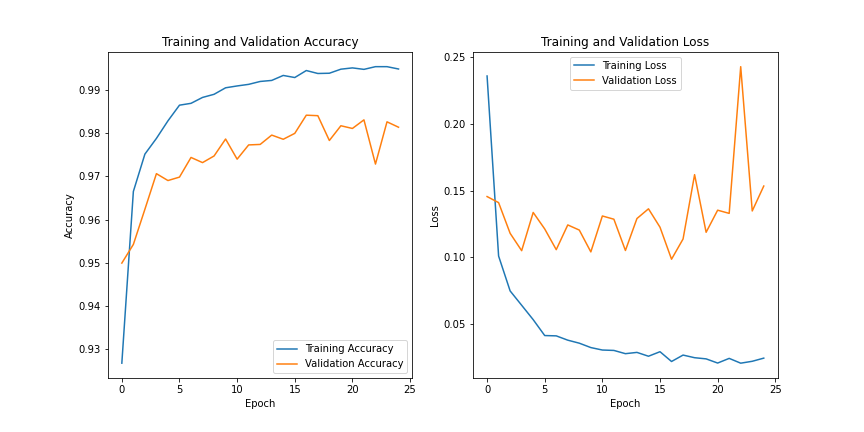 Training and Validation Accuracy
0.99
0.98
0.97
0.96
0.95
0.94
0.93
Accuracy
0
5
10
15
20
25
Epoch
Training Accuracy
Validation Accuracy
Training and Validation Loss
0.25
0.20
0.15
0.10
0.05
Loss
0
5
10
15
20
25
Epoch
Training Loss
Validation Loss